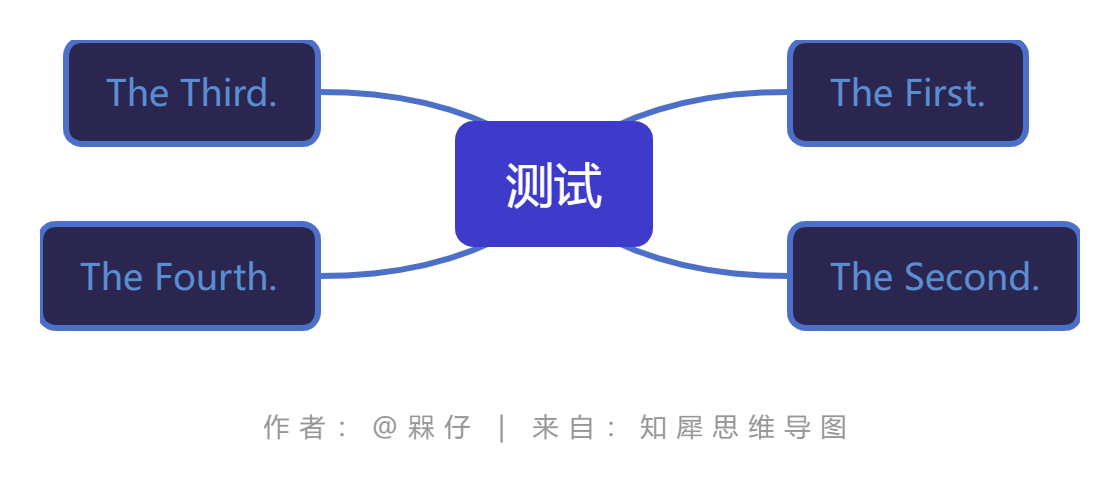 The Third.
The First.
测试
The Fourth.
The Second.
作者：@槑仔 | 来自：知犀思维导图